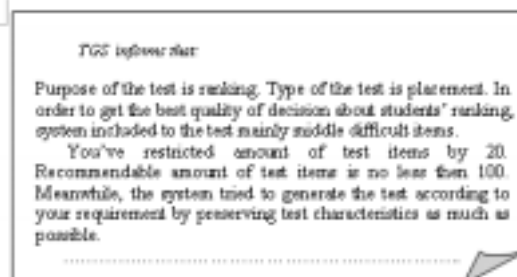 TGS informs that:
Purpose of the test is ranking. Type of the test is placement. In
order to get the best quality of decision about students' ranking,
system included to the test mainly middle difficult items.
You've restricted amount of test items by 20.
Recommendable amount of test items is no less then 100.
Meanwhile, the system tried to generate the test according to
your requirement by preserving test characteristics as much as
possible.